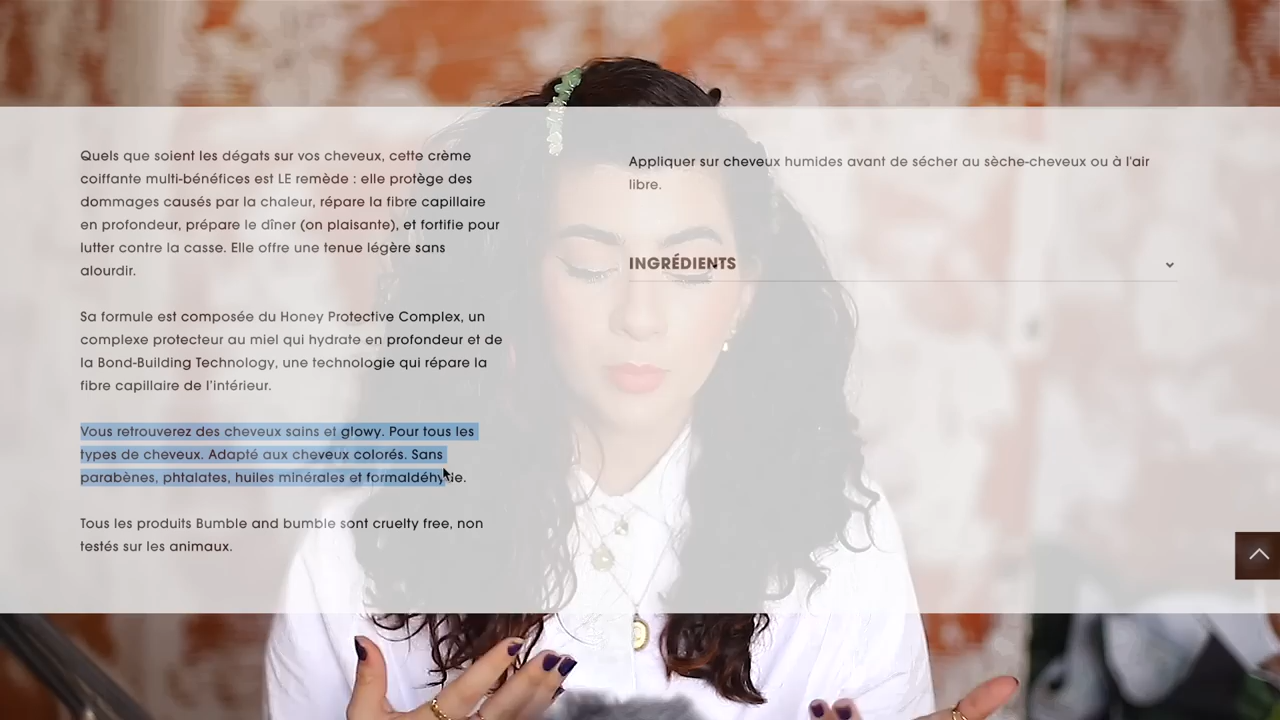 Quels que soient les dégats sur vos cheveux, cette crème
coiffante multi-bénéfices est LE remède : elle protège des
dommages causés par la chaleur, répare la fibre capillaire
en profondeur, prépare le dîner (on plaisante), et fortifie pour
lutter contre la casse. Elle offre une tenue légère sans
alourdir.
Sa formule est composée du Honey Protective Complex, un
complexe protecteur au miel qui hydrate en profondeur et de
la Bond-Building Technology, une technologie qui répare la
fibre capillaire de l'intérieur.
Vous retrouverez des cheveux sains et glowy. Pour tous les
types de cheveux. Adapté aux cheveux colorés. Sans
parabènes, phtalates, huiles minérales et formaldéhyde.
Tous les produits Bumble and bumble sont cruelty free, non
testés sur les animaux.
Appliquer sur cheveux humides avant de sécher au sèche-cheveux ou à l'air
libre.
INGRÉDIENTS